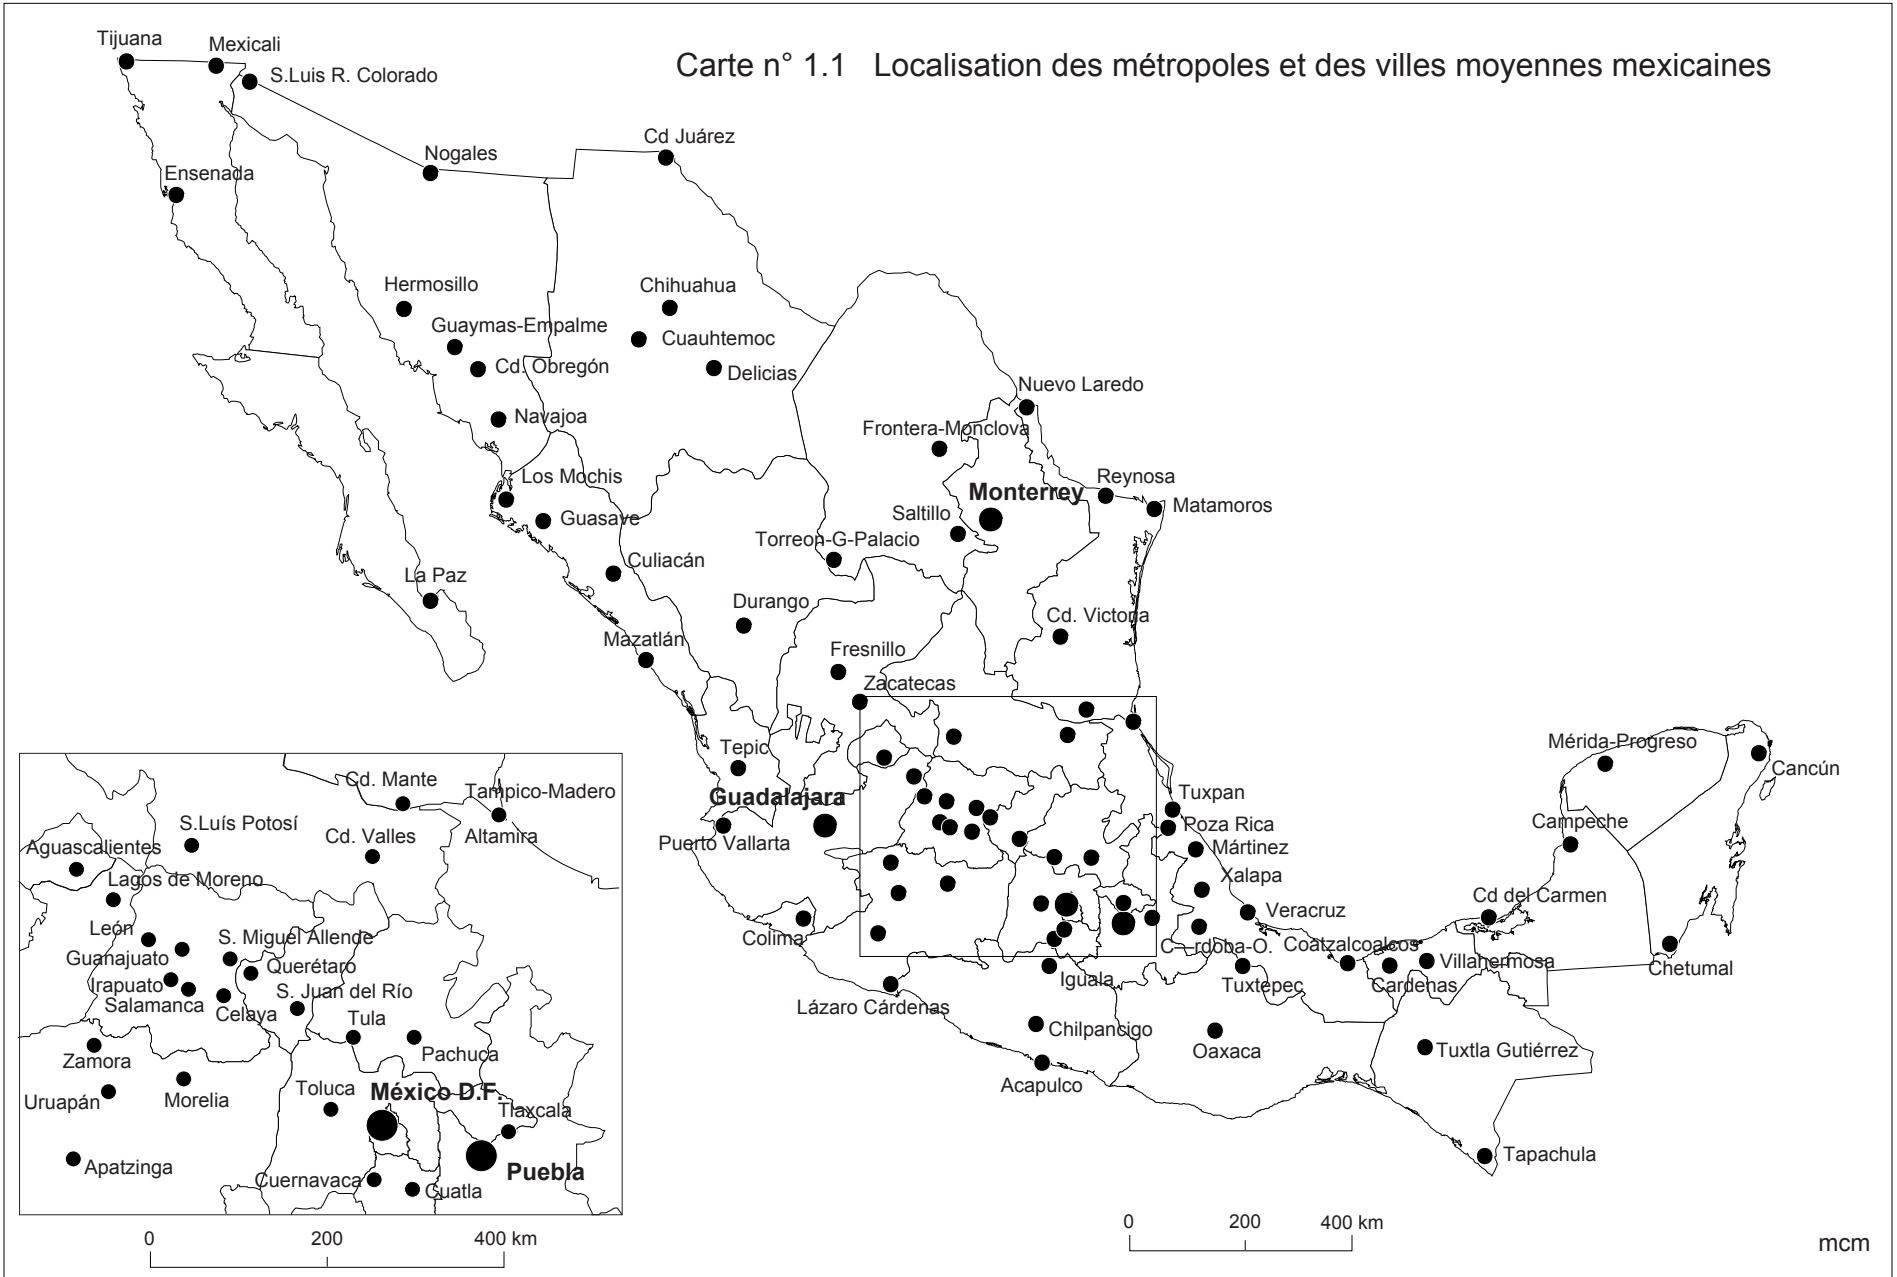 Carte n° 1.1   Localisation des métropoles et des villes moyennes mexicaines
Tijuana
Mexicali
S.Luis R. Colorado
Nogales
Cd Juárez
Ensenada
Hermosillo
Guaymas-Empalme
Cd. Obregón
Navajoa
Chihuahua
Cuauhtemoc
Delicias
Nuevo Laredo
Frontera-Monclova
Reynosa
Monterrey
Matamoros
Saltillo
Los Mochis
Guasave
Torreon-G-Palacio
Culiacán
La Paz
Durango
Cd. Victoria
Mazatlán
Fresnillo
Zacatecas
Tepic
Guadalajara
Puerto Vallarta
Colima
Lázaro Cárdenas
Tuxpan
Poza Rica
Mártinez
Xalapa
Veracruz
C—rdoba-O.
Coatzalcoalcos
Iguala
Tuxtepec
Cardenas
Villahermosa
Cd del Carmen
Campeche
Mérida-Progreso
Cancún
Chetumal
Chilpancigo
Acapulco
Oaxaca
Tuxtla Gutiérrez
Tapachula
Cd. Mante
Tampico-Madero
Altamira
S.Luís Potosí
Cd. Valles
Aguascalientes
Lagos de Moreno
León
S. Miguel Allende
Guanajuato
Querétaro
Irapuato
S. Juan del Río
Salamanca
Celaya
Tula
Zamora
Pachuca
Uruapán
Morelia
Toluca
México D.F.
Tlaxcala
Apatzinga
Puebla
Cuernavaca
Cuatla
0 200 400 km
0 200 400 km
mcm